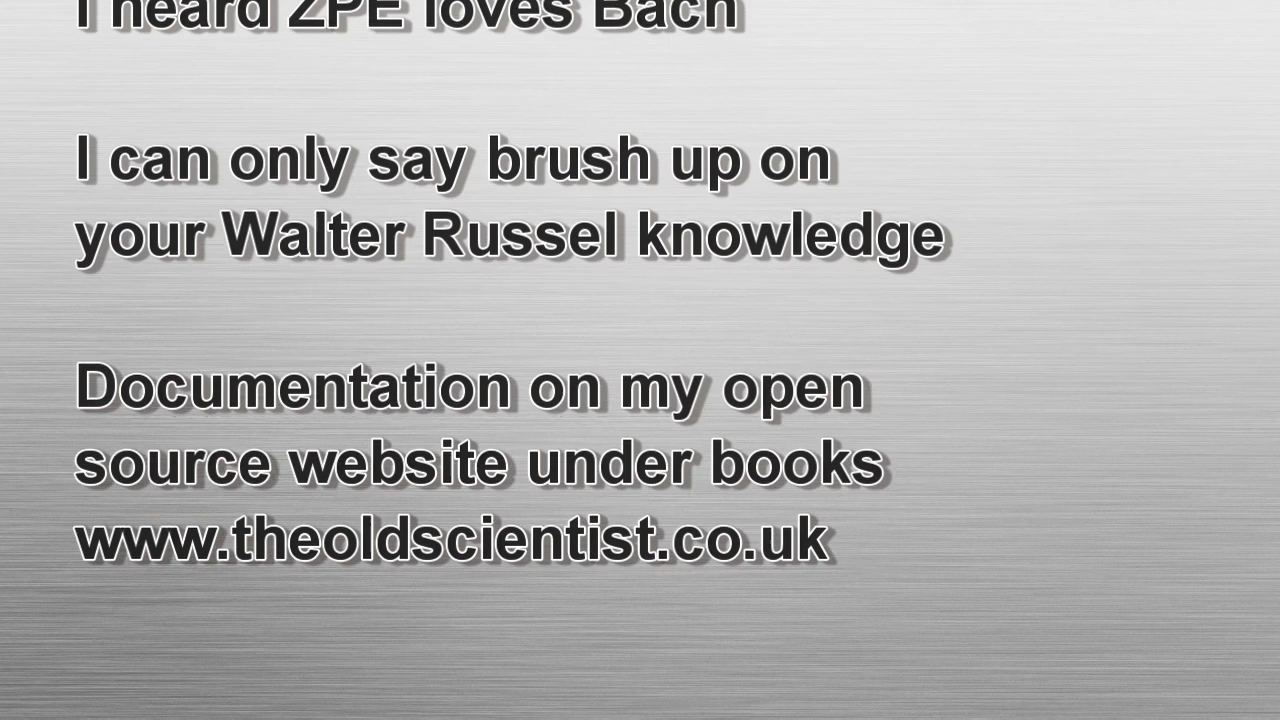 I heard ZPE loves Bach
I can only say brush up on
your Walter Russel knowledge
Documentation on my open
source website under books
www.theoldscientist.co.uk